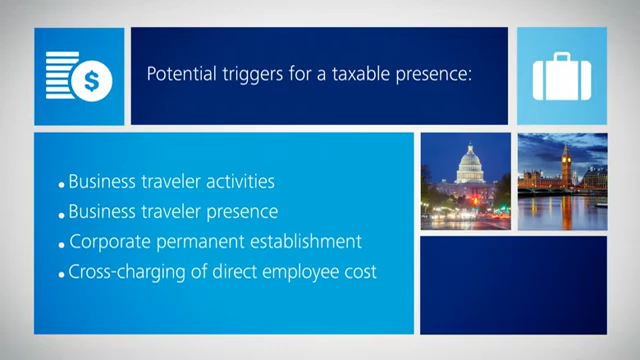 $
Potential triggers for a taxable presence:
• Business traveler activities
• Business traveler presence
• Corporate permanent establishment
• Cross-charging of direct employee cost